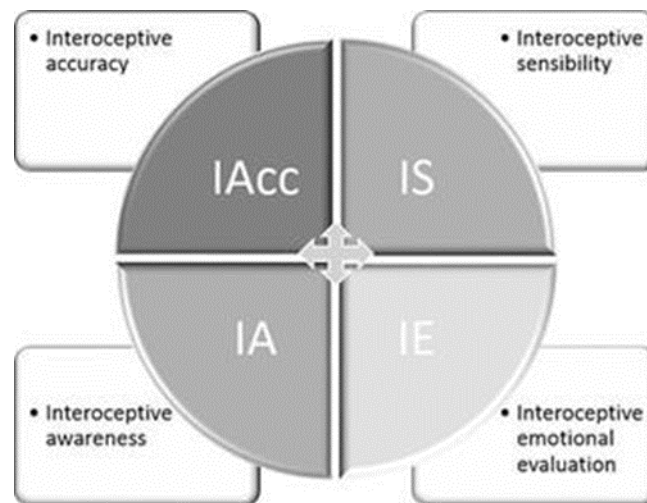 • Interoceptive
accuracy
• Interoceptive
sensibility
IAcc
IS
IA
IE
• Interoceptive
awareness
• Interoceptive
emotional
evaluation